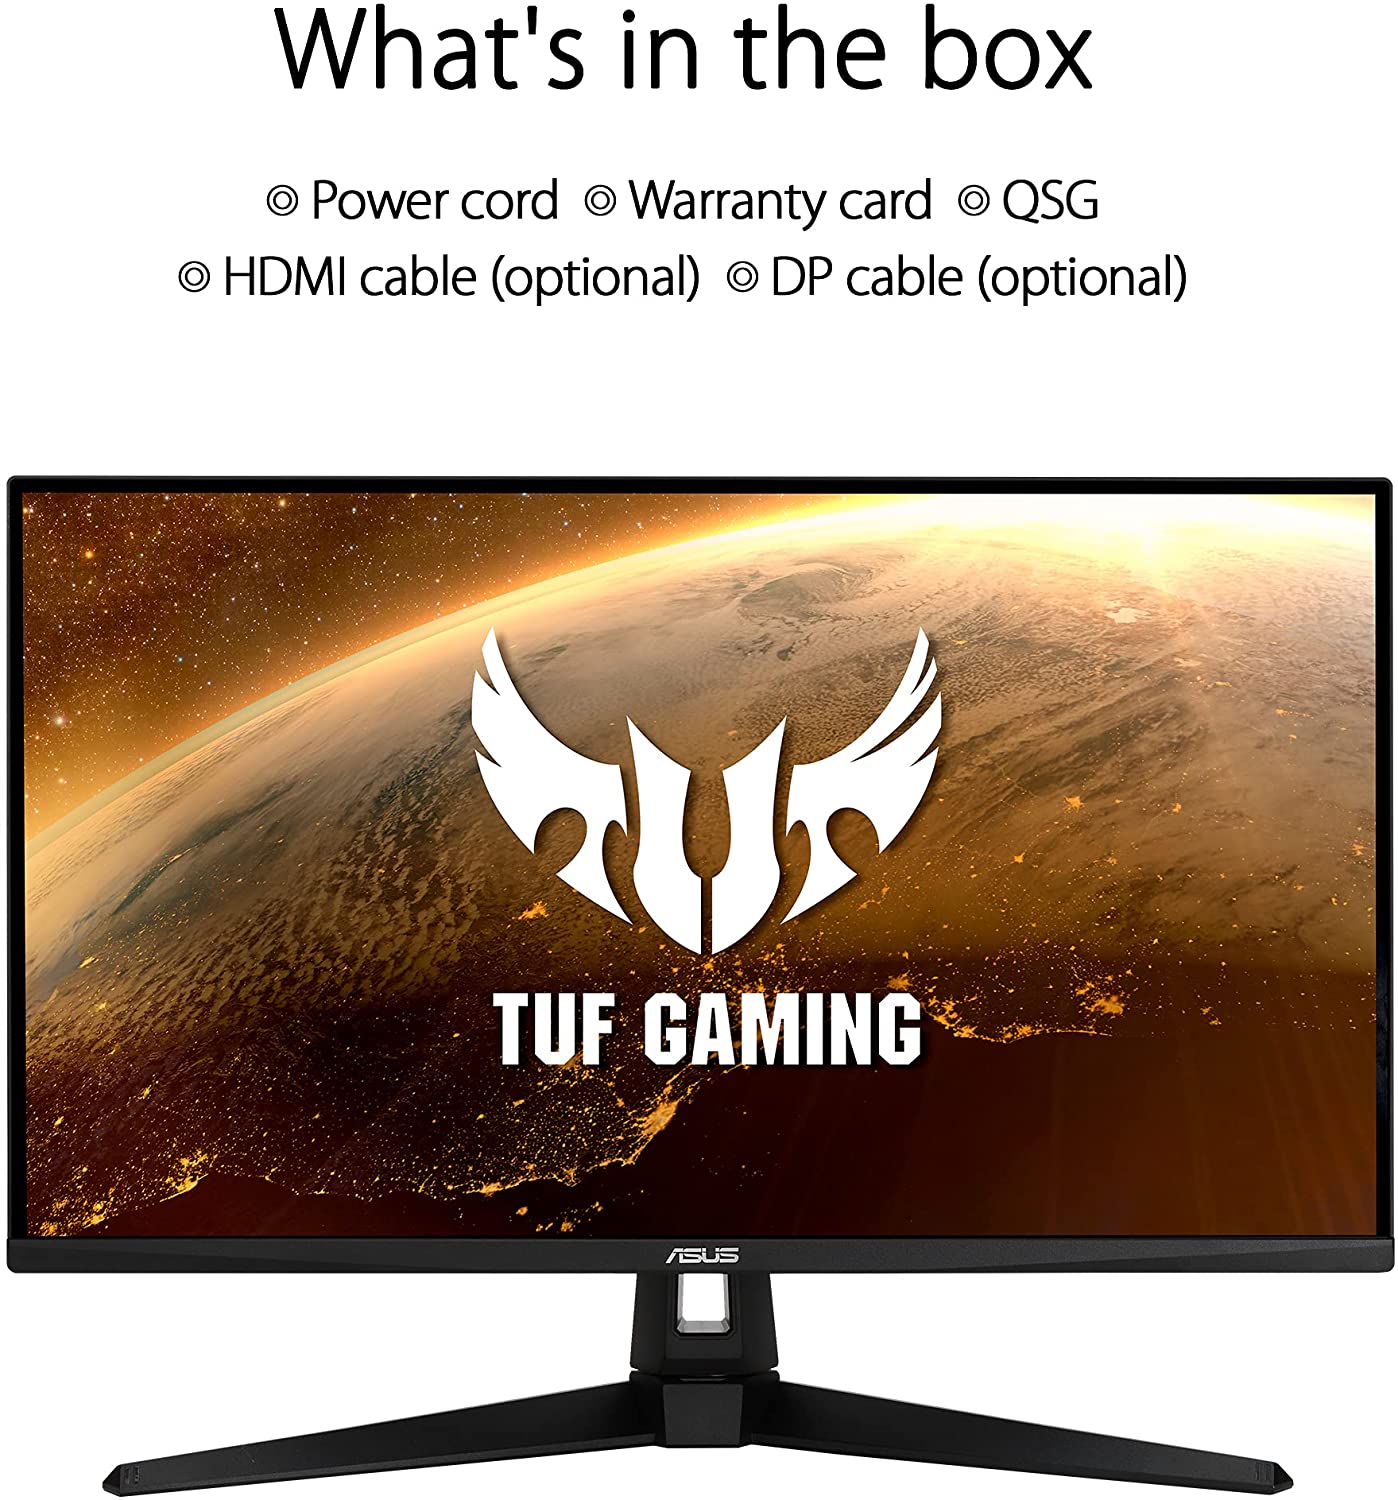 What's in the box
◎ Power cord ◎ Warranty card ◎ QSG
◎ HDMI cable (optional) ◎ DP cable (optional)
TUF GAMING
ASUS